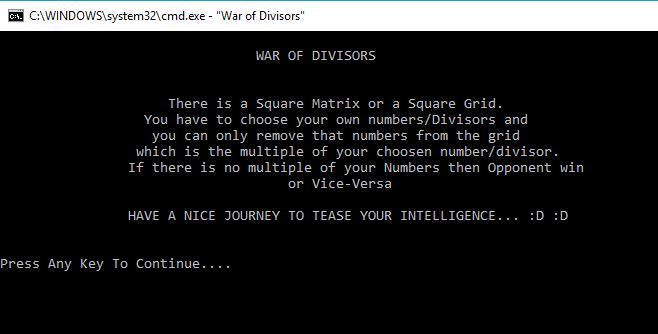 C:\WINDOWS\system32\cmd.exe - "War of Divisors"
WAR OF DIVISORS
There is a Square Matrix or a Square Grid.
You have to choose your own numbers/Divisors and
you can only remove that numbers from the grid
which is the multiple of your choosen number/divisor.
If there is no multiple of your Numbers then Opponent win
or Vice-Versa
HAVE A NICE JOURNEY TO TEASE YOUR INTELLIGENCE... :D :D
Press Any Key To Continue....